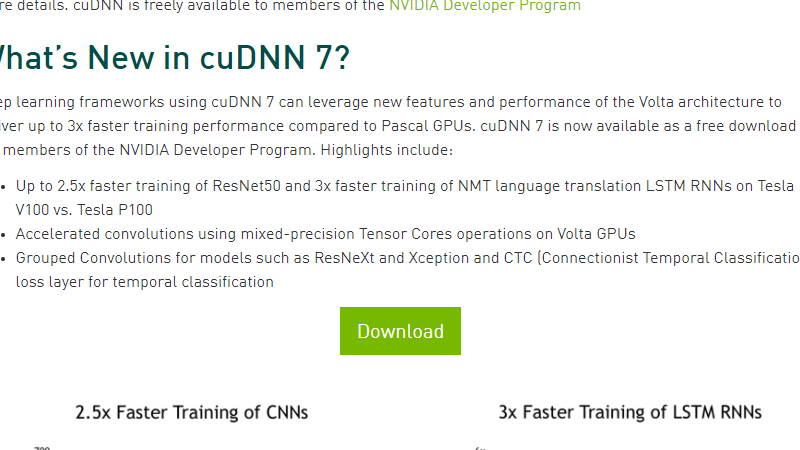 re details. cuDNN is freely available to members of the NVIDIA Developer Program
What's New in cuDNN 7?
ep learning frameworks using cuDNN 7 can leverage new features and performance of the Volta architecture to
iver up to 3x faster training performance compared to Pascal GPUs. cuDNN 7 is now available as a free download
members of the NVIDIA Developer Program. Highlights include:
• Up to 2.5x faster training of ResNet50 and 3x faster training of NMT language translation LSTM RNNs on Tesla
V100 vs. Tesla P100
• Accelerated convolutions using mixed-precision Tensor Cores operations on Volta GPUs
• Grouped Convolutions for models such as ResNeXt and Xception and CTC (Connectionist Temporal Classificatio
loss layer for temporal classification
Download
2.5x Faster Training of CNNs
3x Faster Training of LSTM RNNs